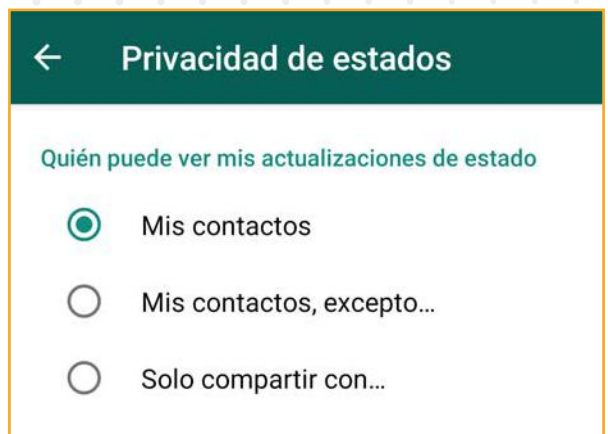 Privacidad de estados
Quién puede ver mis actualizaciones de estado
Mis contactos
Mis contactos, excepto...
Solo compartir con...